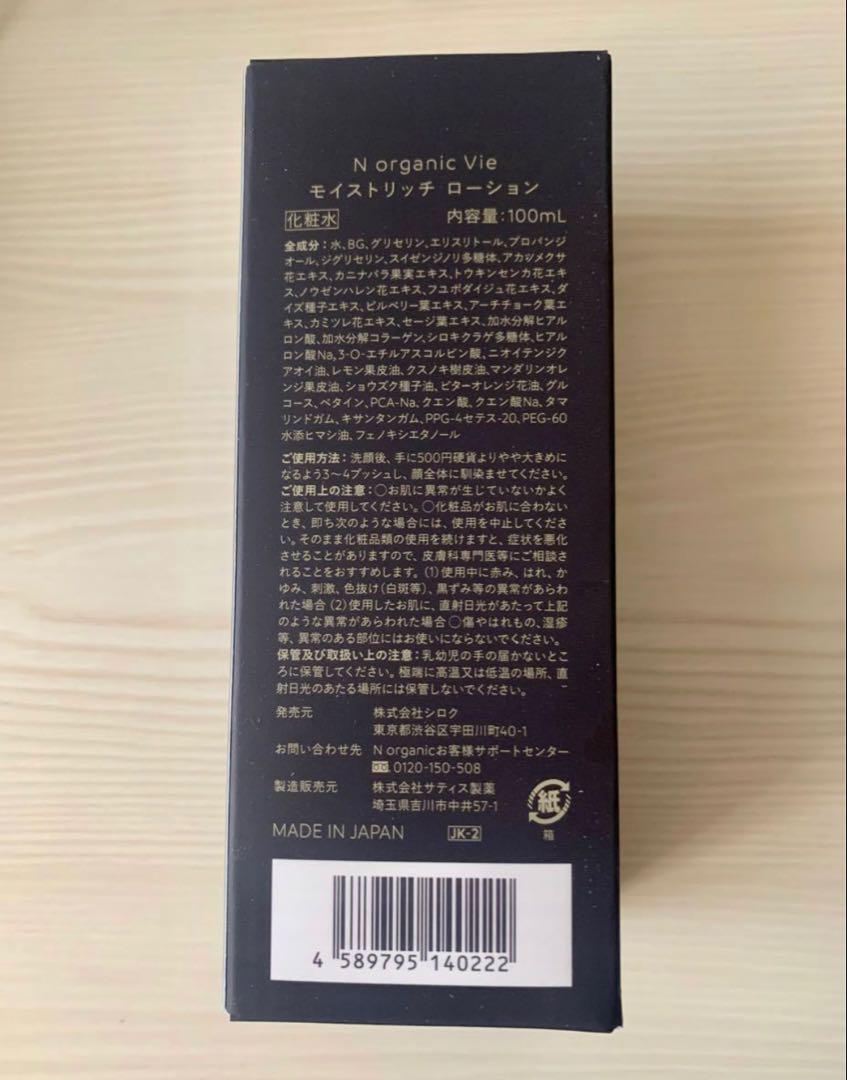 N organic Vie
モイストリッチ ローション
化粧水 内容量:100mL
全成分:水、BG、グリセリン、エリスリトール、プロパンジ
オール、ジグリセリン、スイゼンジノリ多糖体、アカツメクサ
花エキス、カニナバラ果実エキス、トウキンセンカ花エキ
ス、ノウゼンハレン花エキス、フユボダイジュ花エキス、ダ
イズ種子エキス、ビルベリー葉エキス、アーチチョーク葉エ
キス、カミツレ花エキス、セージ葉エキス、加水分解ヒアル
ロン酸、加水分解コラーゲン、シロキクラゲ多糖体、ヒアル
ロン酸Na、3-O-エチルアスコルビン酸、ニオイテンジク
アオイ油、レモン果皮油、クスノキ樹皮油、マンダリンオレ
ンジ果皮油、ショウズク種子油、ビターオレンジ花油、グル
コース、ベタイン、PCA-Na、クエン酸、クエン酸Na、タマ
リンドガム、キサンタンガム、PPG-4セテス-20、PEG-60
水添ヒマシ油、フェノキシエタノール
ご使用方法:洗顔後、手に500円硬貨よりやや大きめに
なるよう3〜4プッシュし、顔全体に馴染ませてください。
ご使用上の注意:○お肌に異常が生じていないかよく
注意して使用してください。○化粧品がお肌に合わない
とき、即ち次のような場合には、使用を中止してくださ
い。そのまま化粧品類の使用を続けますと、症状を悪化
させることがありますので、皮膚科専門医等にご相談さ
れることをおすすめします。(1)使用中に赤み、はれ、か
ゆみ、刺激、色抜け(白斑等)、黒ずみ等の異常があらわ
れた場合 (2)使用したお肌に、直射日光があたって上記
のような異常があらわれた場合 ○傷やはれもの、湿疹
等、異常のある部位にはお使いにならないでください。
保管及び取扱い上の注意:乳幼児の手の届かないとこ
ろに保管してください。極端に高温又は低温の場所、直
射日光のあたる場所には保管しないでください。
発売元 株式会社シロク
東京都渋谷区宇田川町40-1
お問い合わせ先 N organicお客様サポートセンター
0120-150-508
製造販売元 株式会社サティス製薬
埼玉県吉川市中井57-1
紙
箱
MADE IN JAPAN JK-2
4 589795 140222